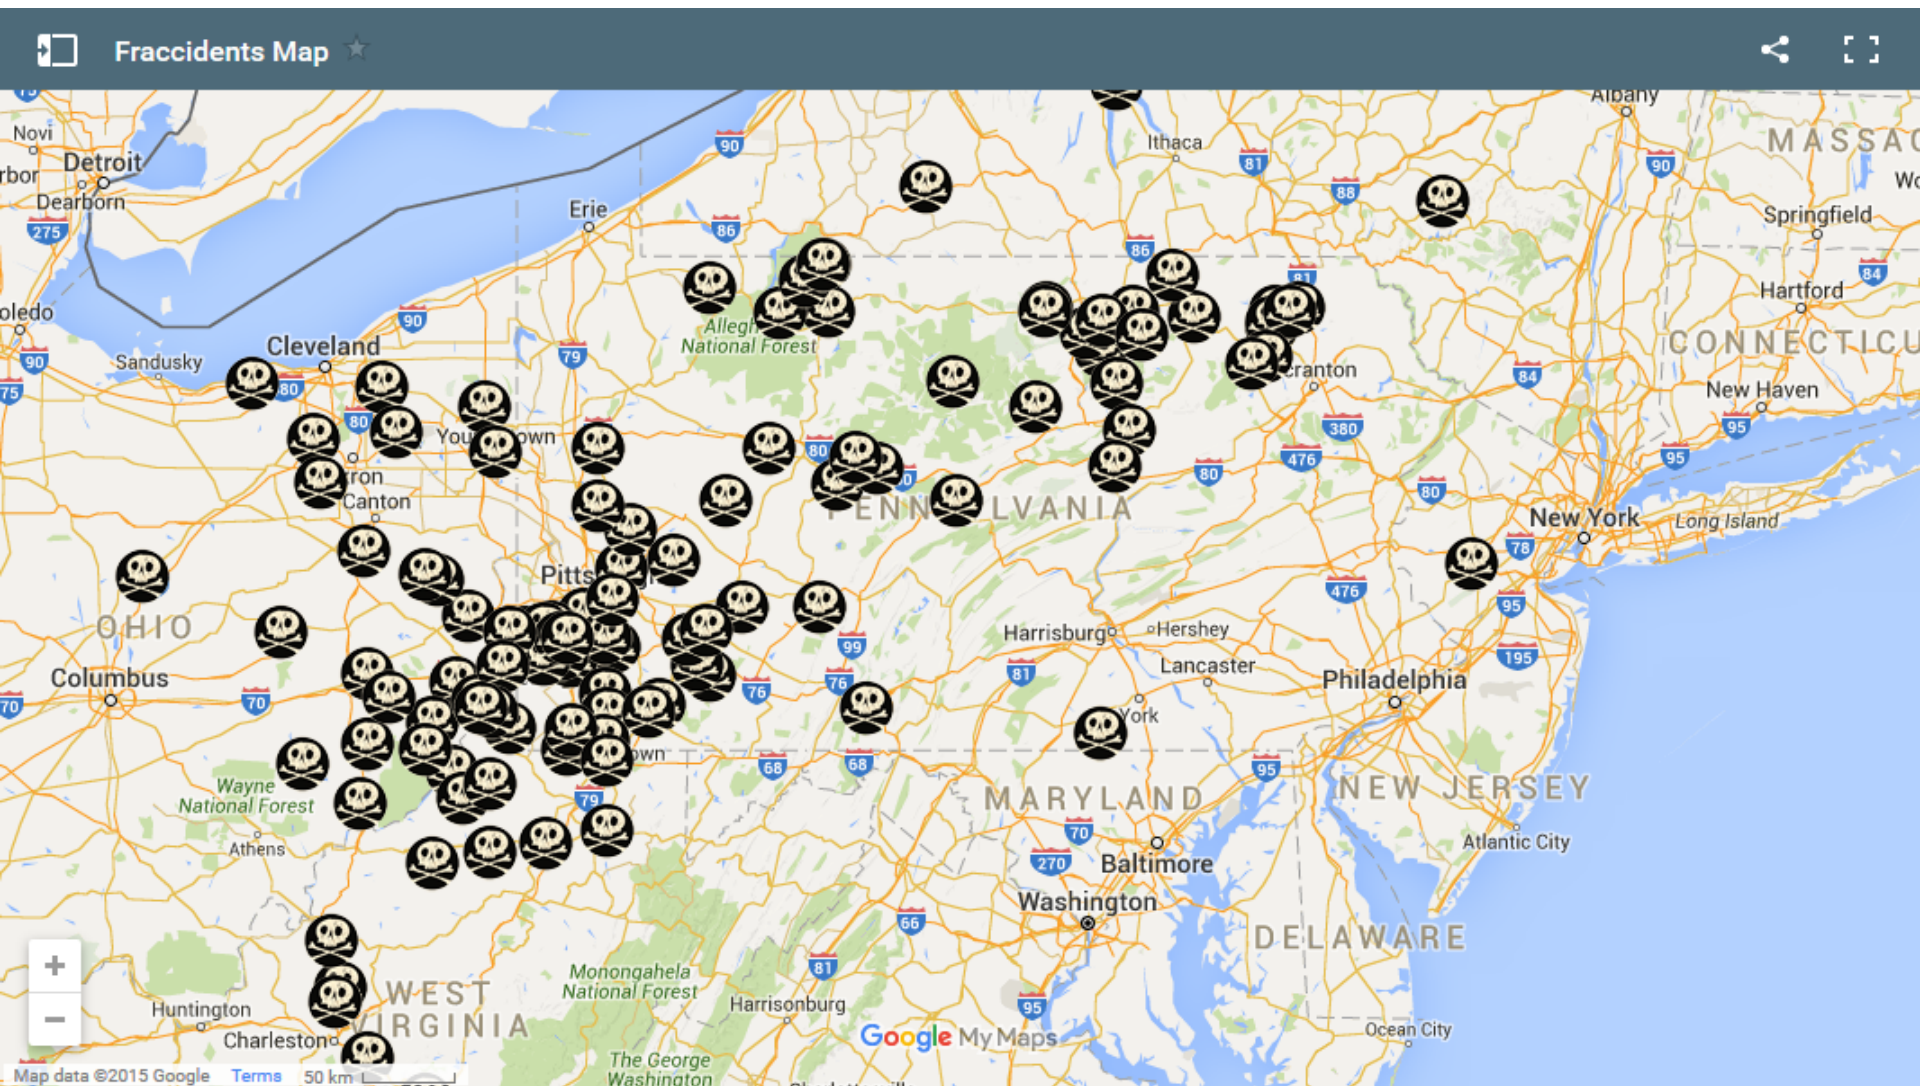 Fraccidents Map
75
Albany
Novi
90
Ithaca
81
MASSAC
Detroit
90
rbor
88
Wo
Dearborn
Erie
Springfield
275
86
86
81
84
Hartford
oledo
90
Allegh
National Forest
CONNECTICU
Cleveland
90
Sandusky
79
cranton
84
75
80
New Haven
80
You
own
380
95
80
476
80
95
ron
80
Canton
PENN
LVANIA
New York
Long Island
78
Pitts
476
95
OHIO
Harrisburg
Hershey
99
195
Lancaster
81
Columbus
Philadelphia
70
70
76
76
York
own
68
68
95
Wayne
National Forest
NEW JERSEY
MARYLAND
79
70
Athens
Atlantic City
270
Baltimore
Washington
66
DELAWARE
81
Monongahela
National Forest
WEST
VIRGINIA
Harrisonburg
95
Huntington
Charleston
Ocean City
Google My Maps
The George
Washington
Map data ©2015 Google
Terms
50 km